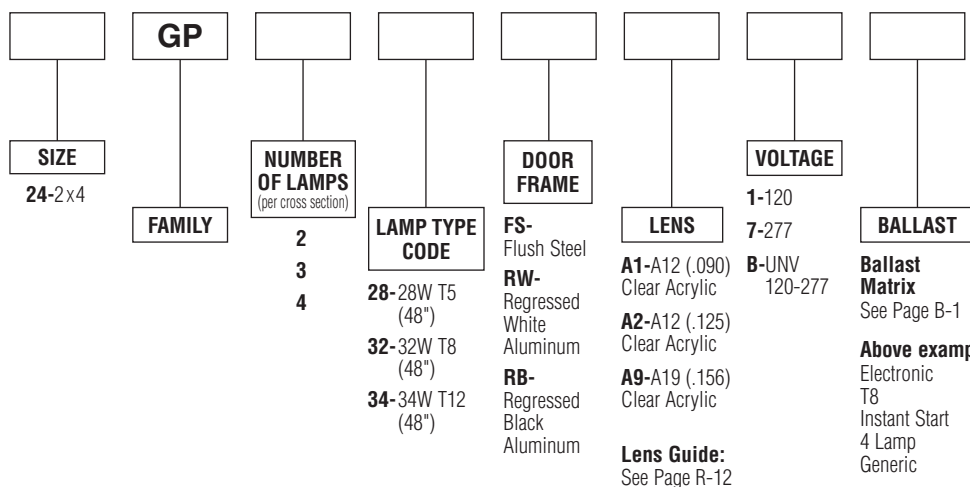 GP
SIZE
24-2x4
FAMILY
NUMBER
OF LAMPS
(per cross section)
2
3
4
LAMP TYPE
CODE
28-28W T5
(48")
32-32W T8
(48")
34-34W T12
(48")
DOOR
FRAME
FS-
Flush Steel
RW-
Regressed
White
Aluminum
RB-
Regressed
Black
Aluminum
LENS
A1-A12 (.090)
Clear Acrylic
A2-A12 (.125)
Clear Acrylic
A9-A19 (.156)
Clear Acrylic
Lens Guide:
See Page R-12
VOLTAGE
1-120
7-277
B-UNV
120-277
BALLAST
Ballast
Matrix
See Page B-1
Above examp
Electronic
T8
Instant Start
4 Lamp
Generic